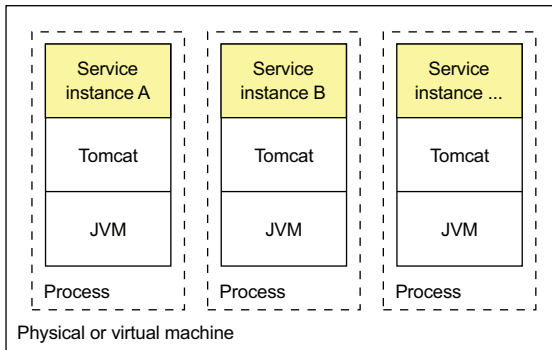 Service
instance A
Tomcat
JVM
Process
Service
instance B
Tomcat
JVM
Process
Service
instance ...
Tomcat
JVM
Process
Physical or virtual machine